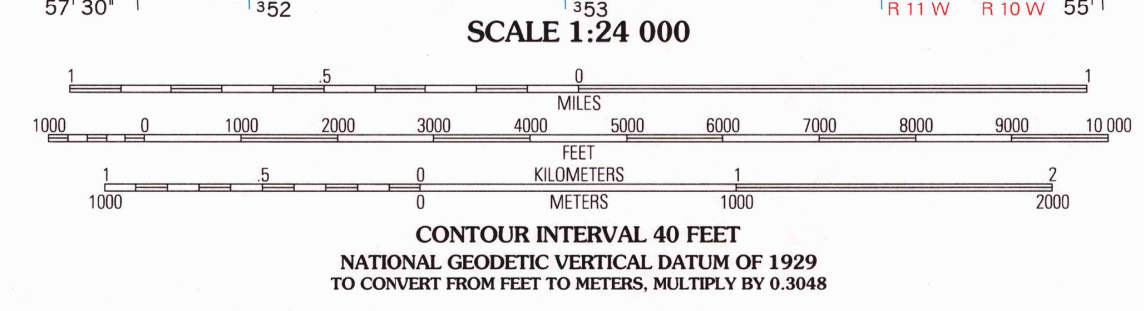 57' 30" 352 353 R 11 W R 10 W 55'
SCALE 1:24 000
1 .5 0 1
MILES
1000 0 1000 2000 3000 4000 5000 6000 7000 8000 9000 10 000
FEET
1 .5 0 KILOMETERS 1 2
1000 0 METERS 1000 2000
CONTOUR INTERVAL 40 FEET
NATIONAL GEODETIC VERTICAL DATUM OF 1929
TO CONVERT FROM FEET TO METERS, MULTIPLY BY 0.3048